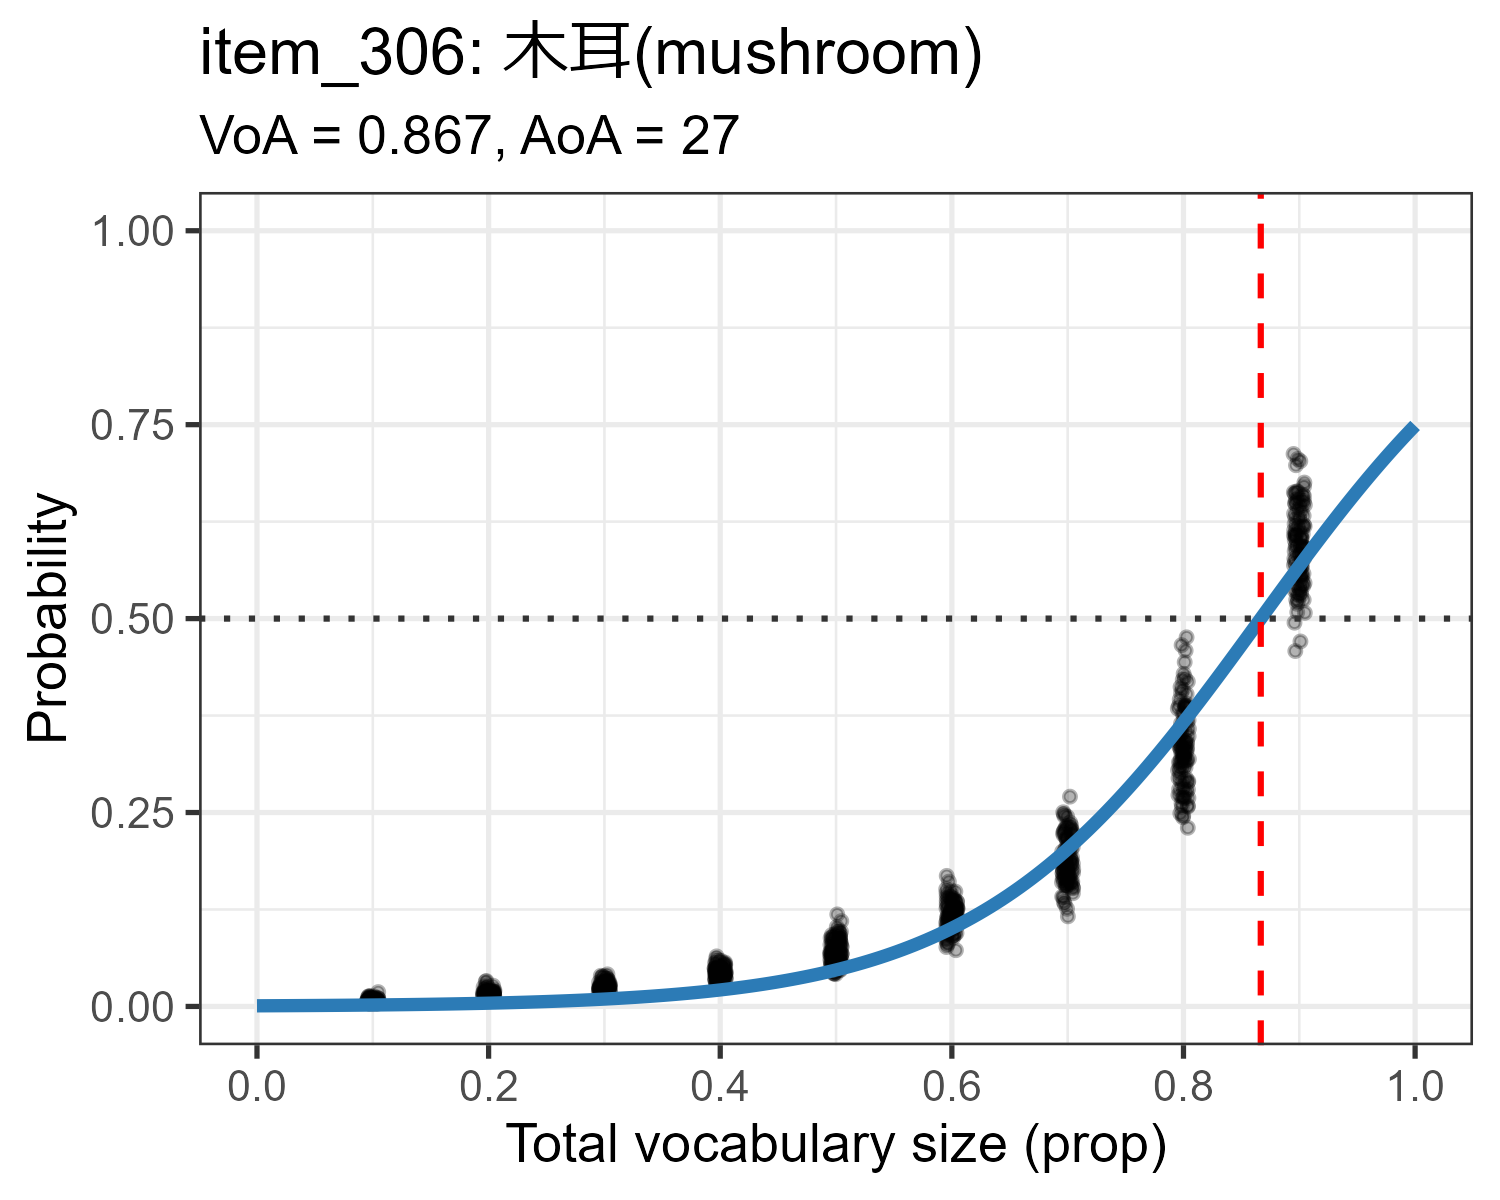 item_306: 木耳(mushroom)
VoA = 0.867, AoA = 27
1.00
0.75
0.50
0.25
0.00
Probability
0.0 0.2 0.4 0.6 0.8 1.0
Total vocabulary size (prop)